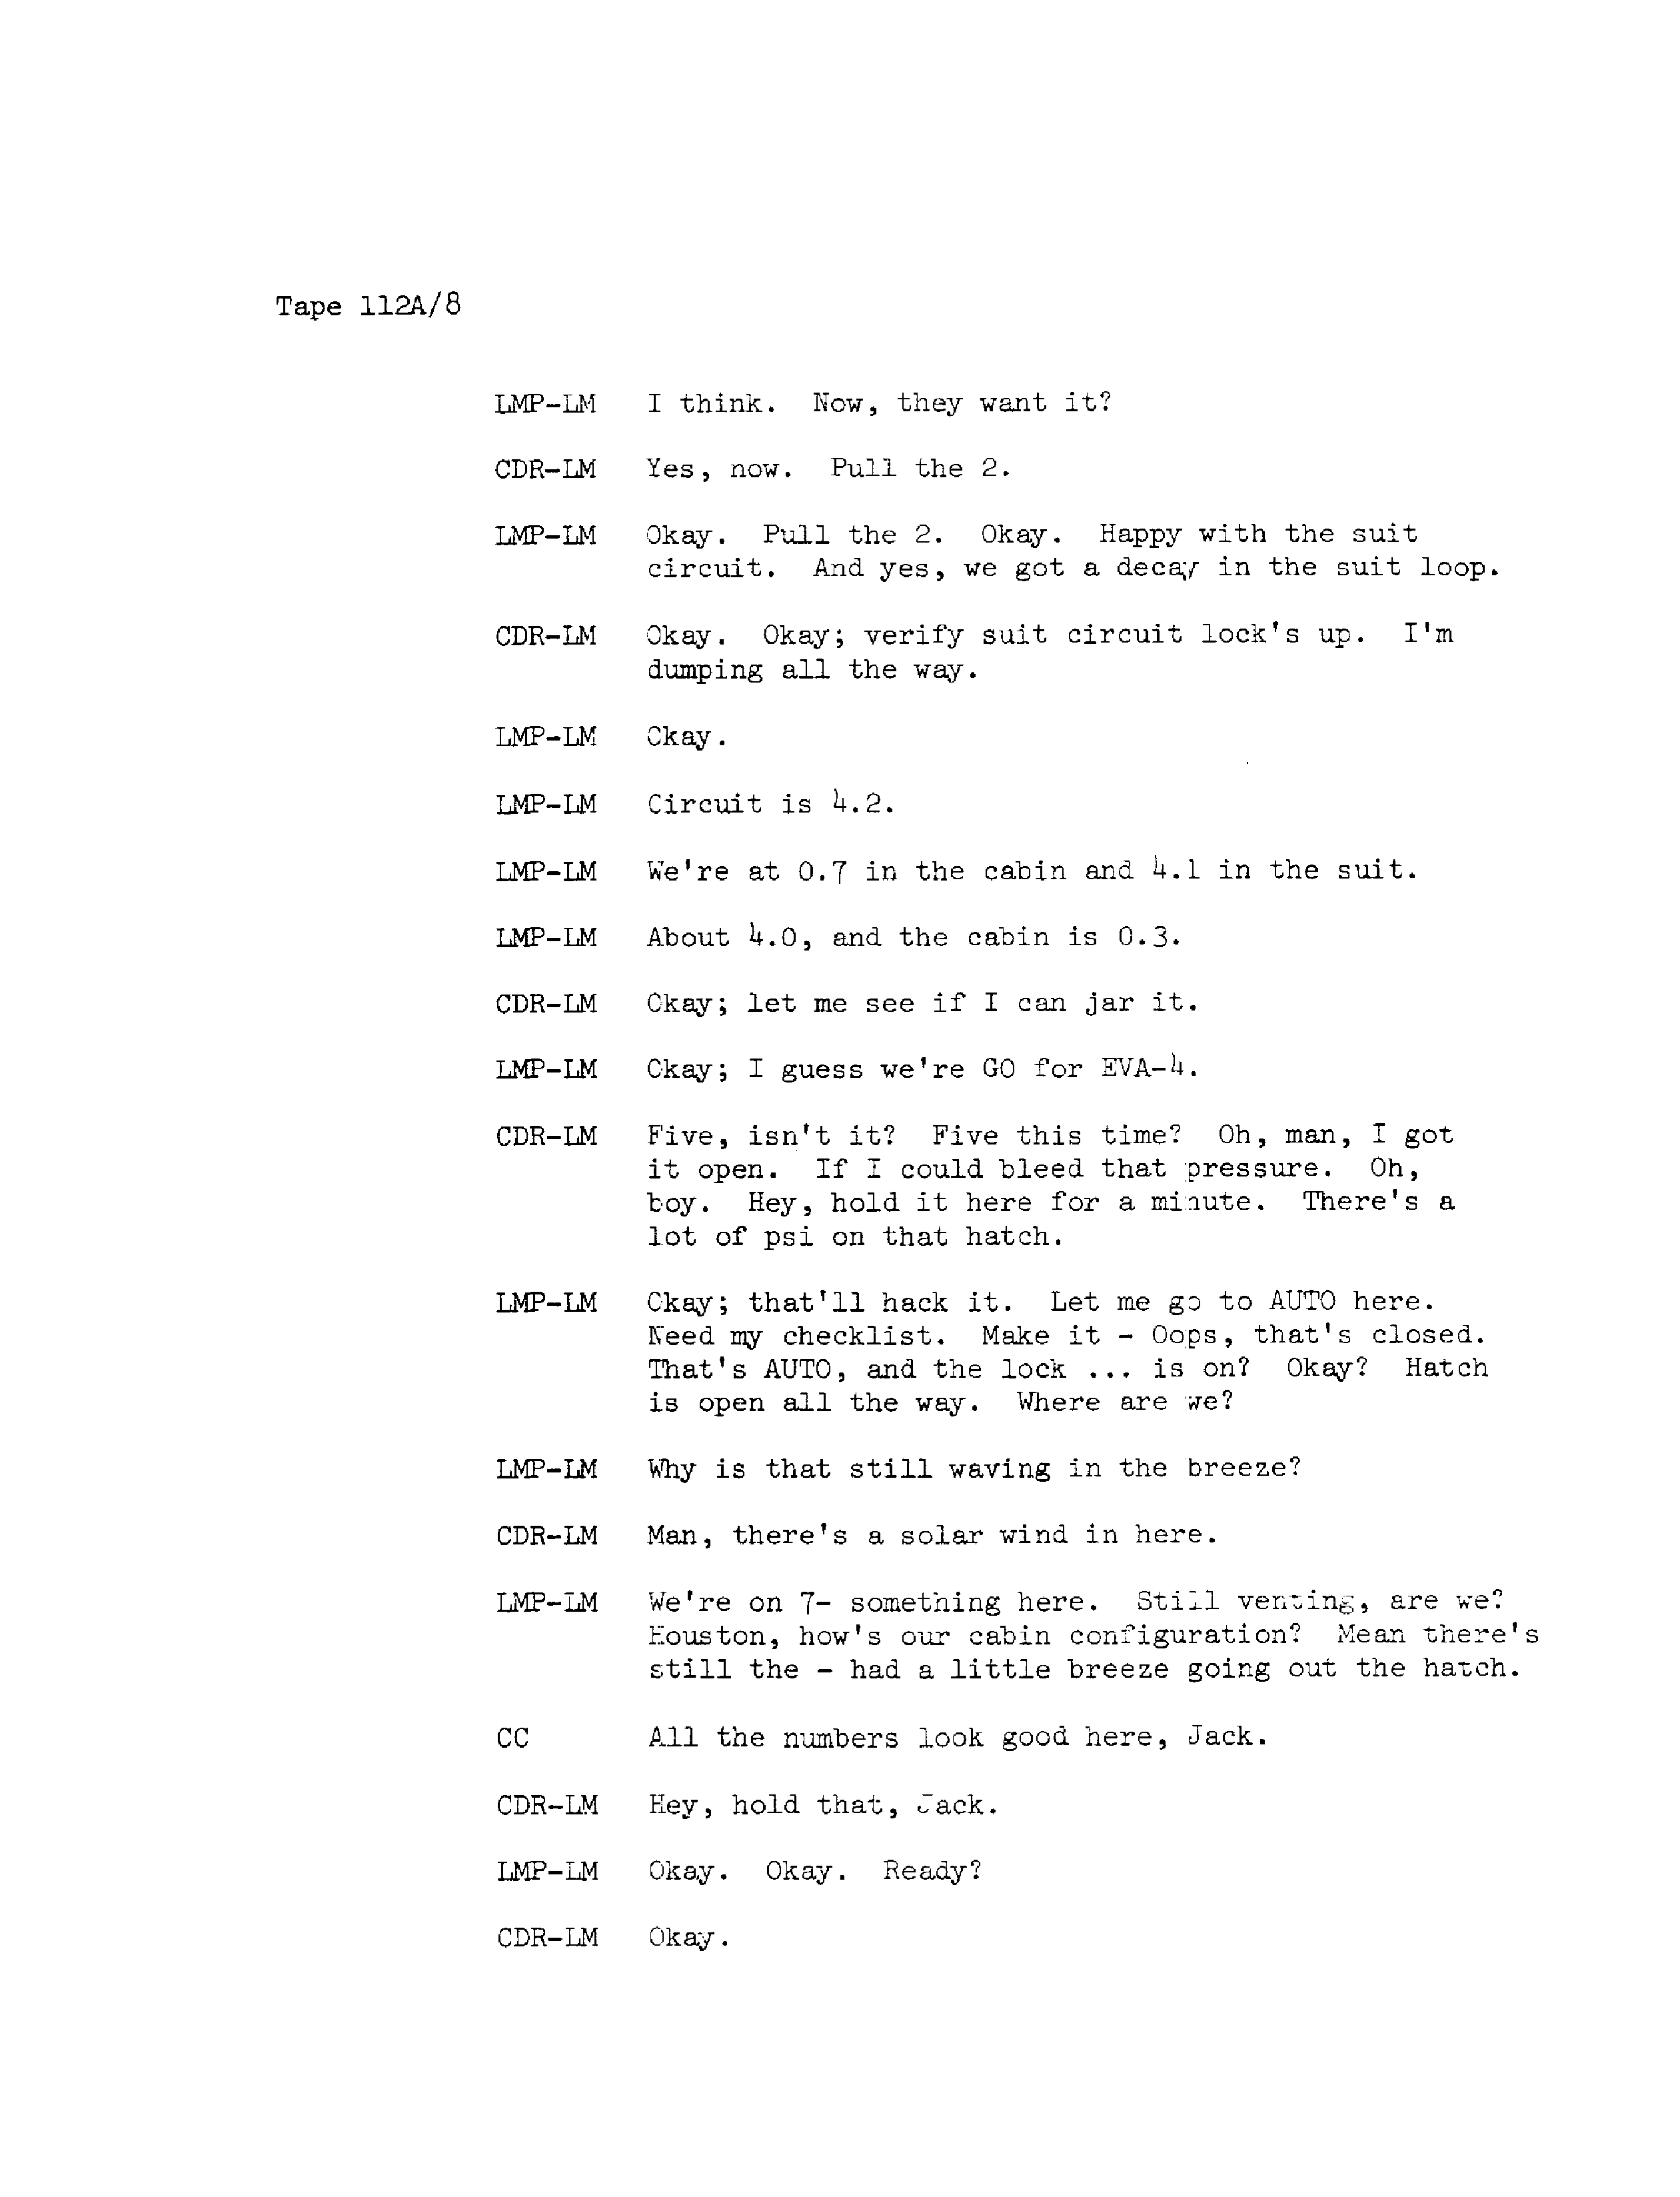 Tape 112A/8
LMP-LM I think. Now, they want it?
CDR-LM Yes, now. Pull the 2.
LMP-LM Okay. Pull the 2. Okay. Happy with the suit
circuit. And yes, we got a decay in the suit loop.
CDR-LM Okay. Okay; verify suit circuit lock's up. I'm
dumping all the way.
LMP-LM Okay.
LMP-LM Circuit is 4.2.
LMP-LM We're at 0.7 in the cabin and 4.1 in the suit.
LMP-LM About 4.0, and the cabin is 0.3.
CDR-LM Okay; let me see if I can jar it.
LMP-LM Okay; I guess we're GO for EVA-4.
CDR-LM Five, isn't it? Five this time? Oh, man, I got
it open. If I could bleed that pressure. Oh,
boy. Hey, hold it here for a minute. There's a
lot of psi on that hatch.
LMP-LM Okay; that'll hack it. Let me go to AUTO here.
Need my checklist. Make it - Oops, that's closed.
That's AUTO, and the lock ... is on? Okay? Hatch
is open all the way. Where are we?
LMP-LM Why is that still waving in the breeze?
CDR-LM Man, there's a solar wind in here.
LMP-LM We're on 7- something here. Still venting, are we?
Houston, how's our cabin configuration? Mean there's
still the - had a little breeze going out the hatch.
CC All the numbers look good here, Jack.
CDR-LM Hey, hold that, Jack.
LMP-LM Okay. Okay. Ready?
CDR-LM Okay.